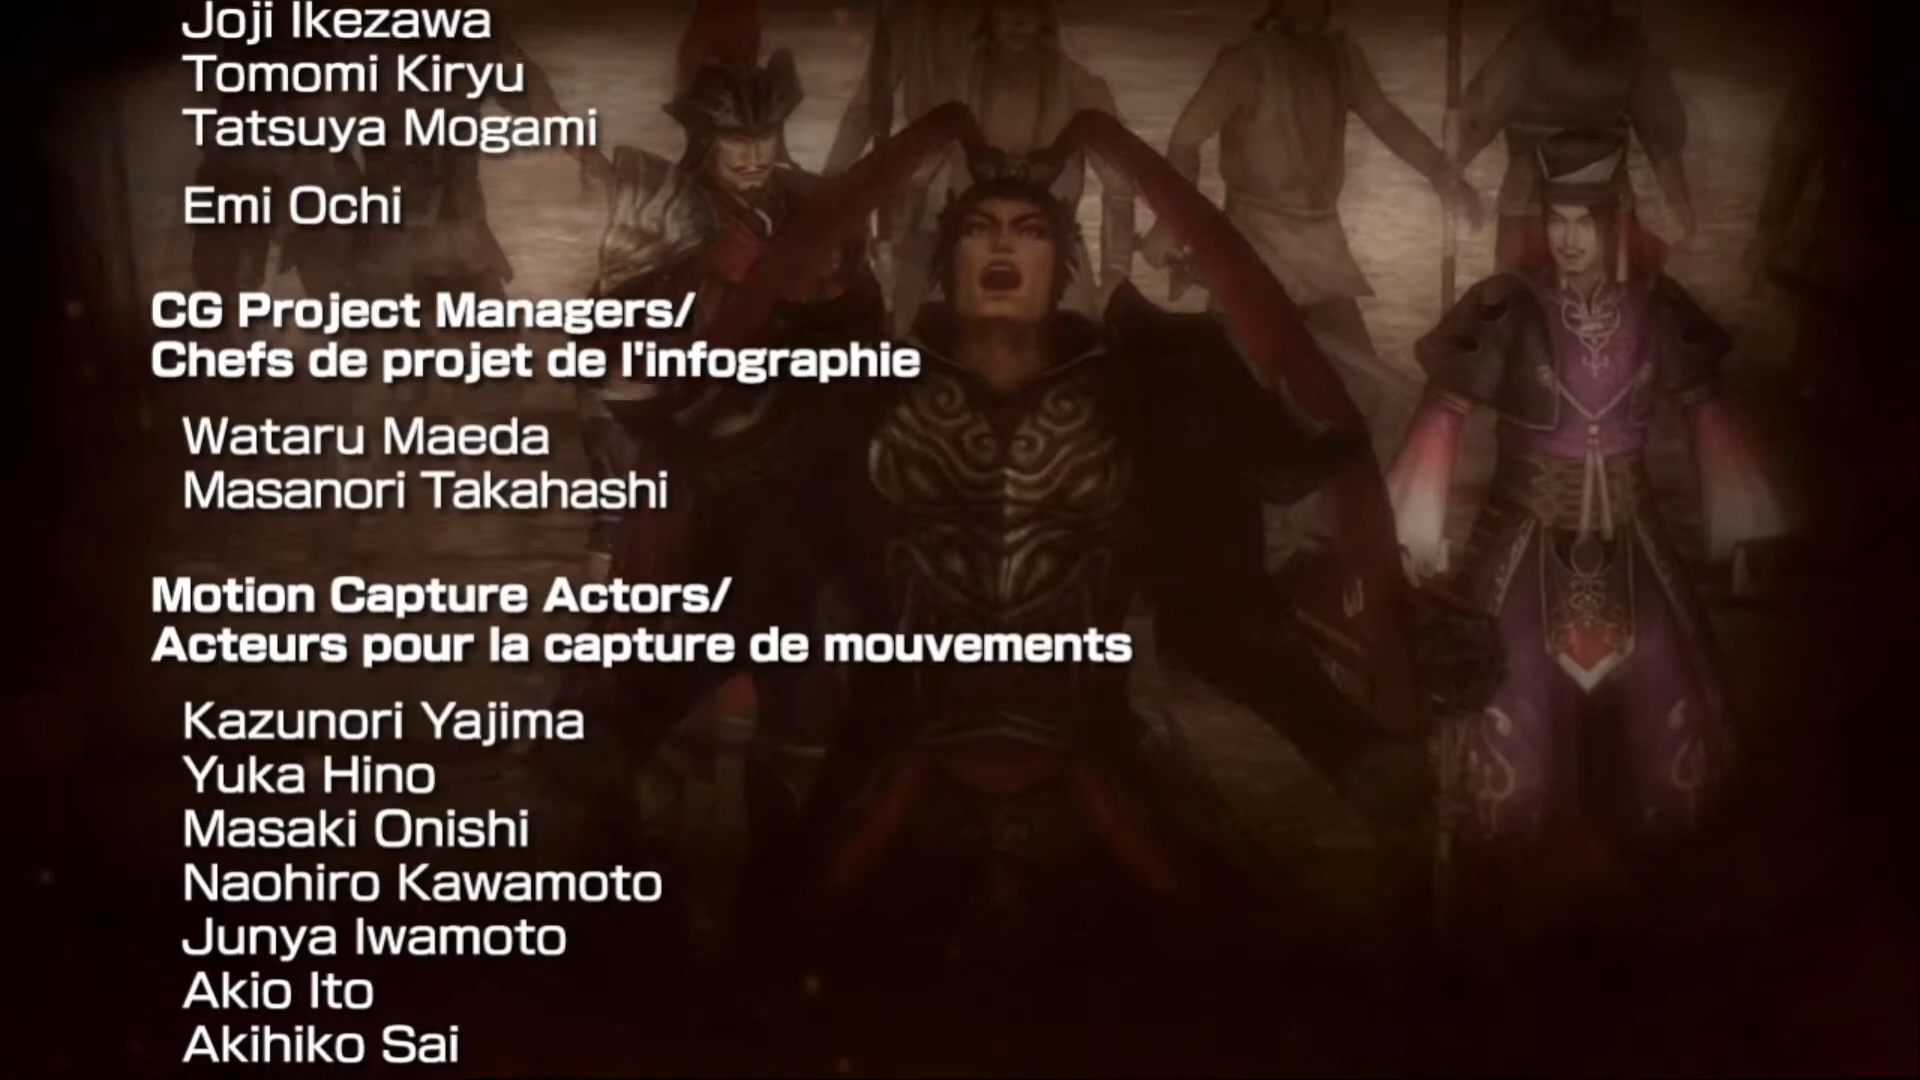 Joji Ikezawa
Tomomi Kiryu
Tatsuya Mogami
Emi Ochi
CG Project Managers/
Chefs de projet de l'infographie
Wataru Maeda
Masanori Takahashi
Motion Capture Actors/
Acteurs pour la capture de mouvements
Kazunori Yajima
Yuka Hino
Masaki Onishi
Naohiro Kawamoto
Junya Iwamoto
Akio Ito
Akihiko Sai